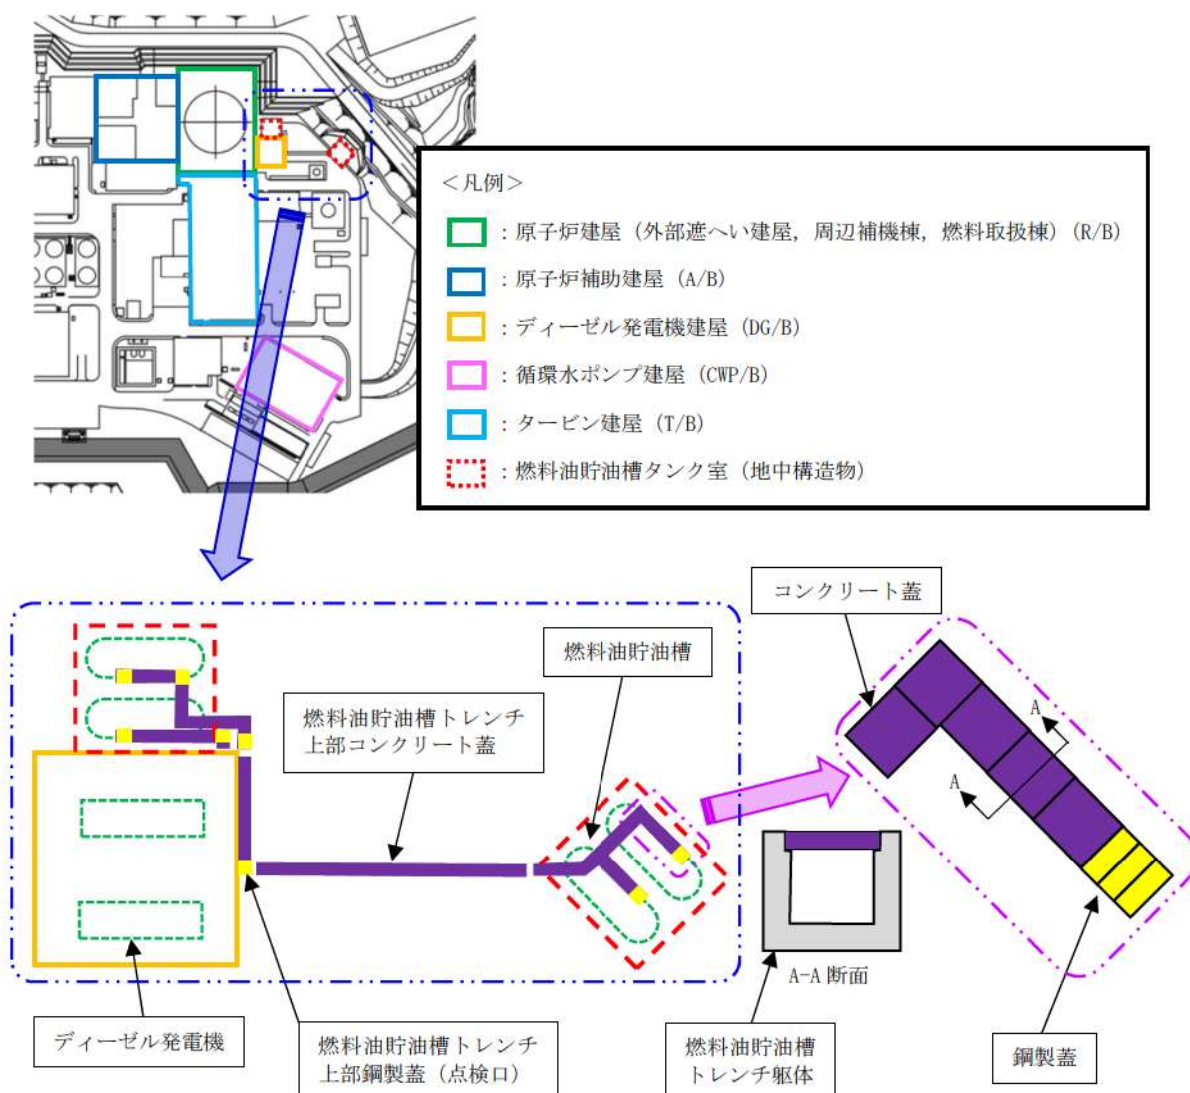 <凡例>
：原子炉建屋（外部遮へい建屋，周辺補機棟，燃料取扱棟）（R/B）
：原子炉補助建屋（A/B）
：ディーゼル発電機建屋（DG/B）
：循環水ポンプ建屋（CWP/B）
：タービン建屋（T/B）
：燃料油貯油槽タンク室（地中構造物）
コンクリート蓋
燃料油貯油槽
燃料油貯油槽トレンチ
上部コンクリート蓋
A
A
A-A 断面
ディーゼル発電機
燃料油貯油槽トレンチ
上部鋼製蓋（点検口）
燃料油貯油槽
トレンチ躯体
鋼製蓋